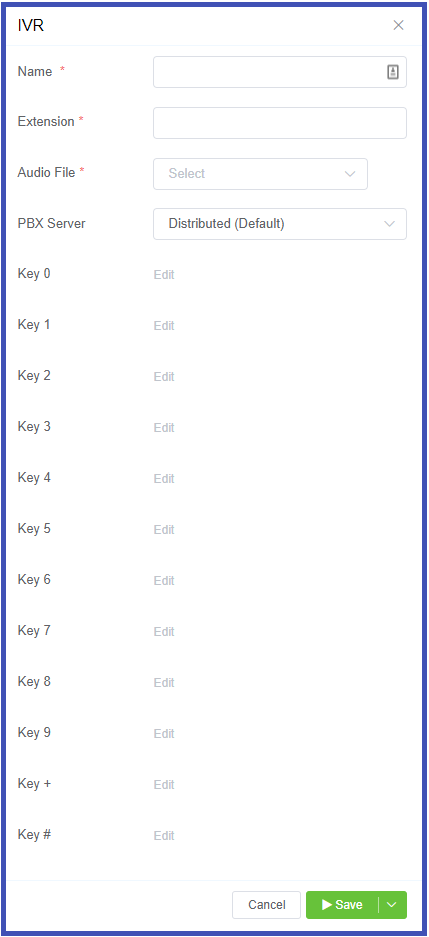 IVR
Name *
Extension *
Audio File * Select
PBX Server Distributed (Default)
Key 0 Edit
Key 1 Edit
Key 2 Edit
Key 3 Edit
Key 4 Edit
Key 5 Edit
Key 6 Edit
Key 7 Edit
Key 8 Edit
Key 9 Edit
Key + Edit
Key # Edit
Cancel Save